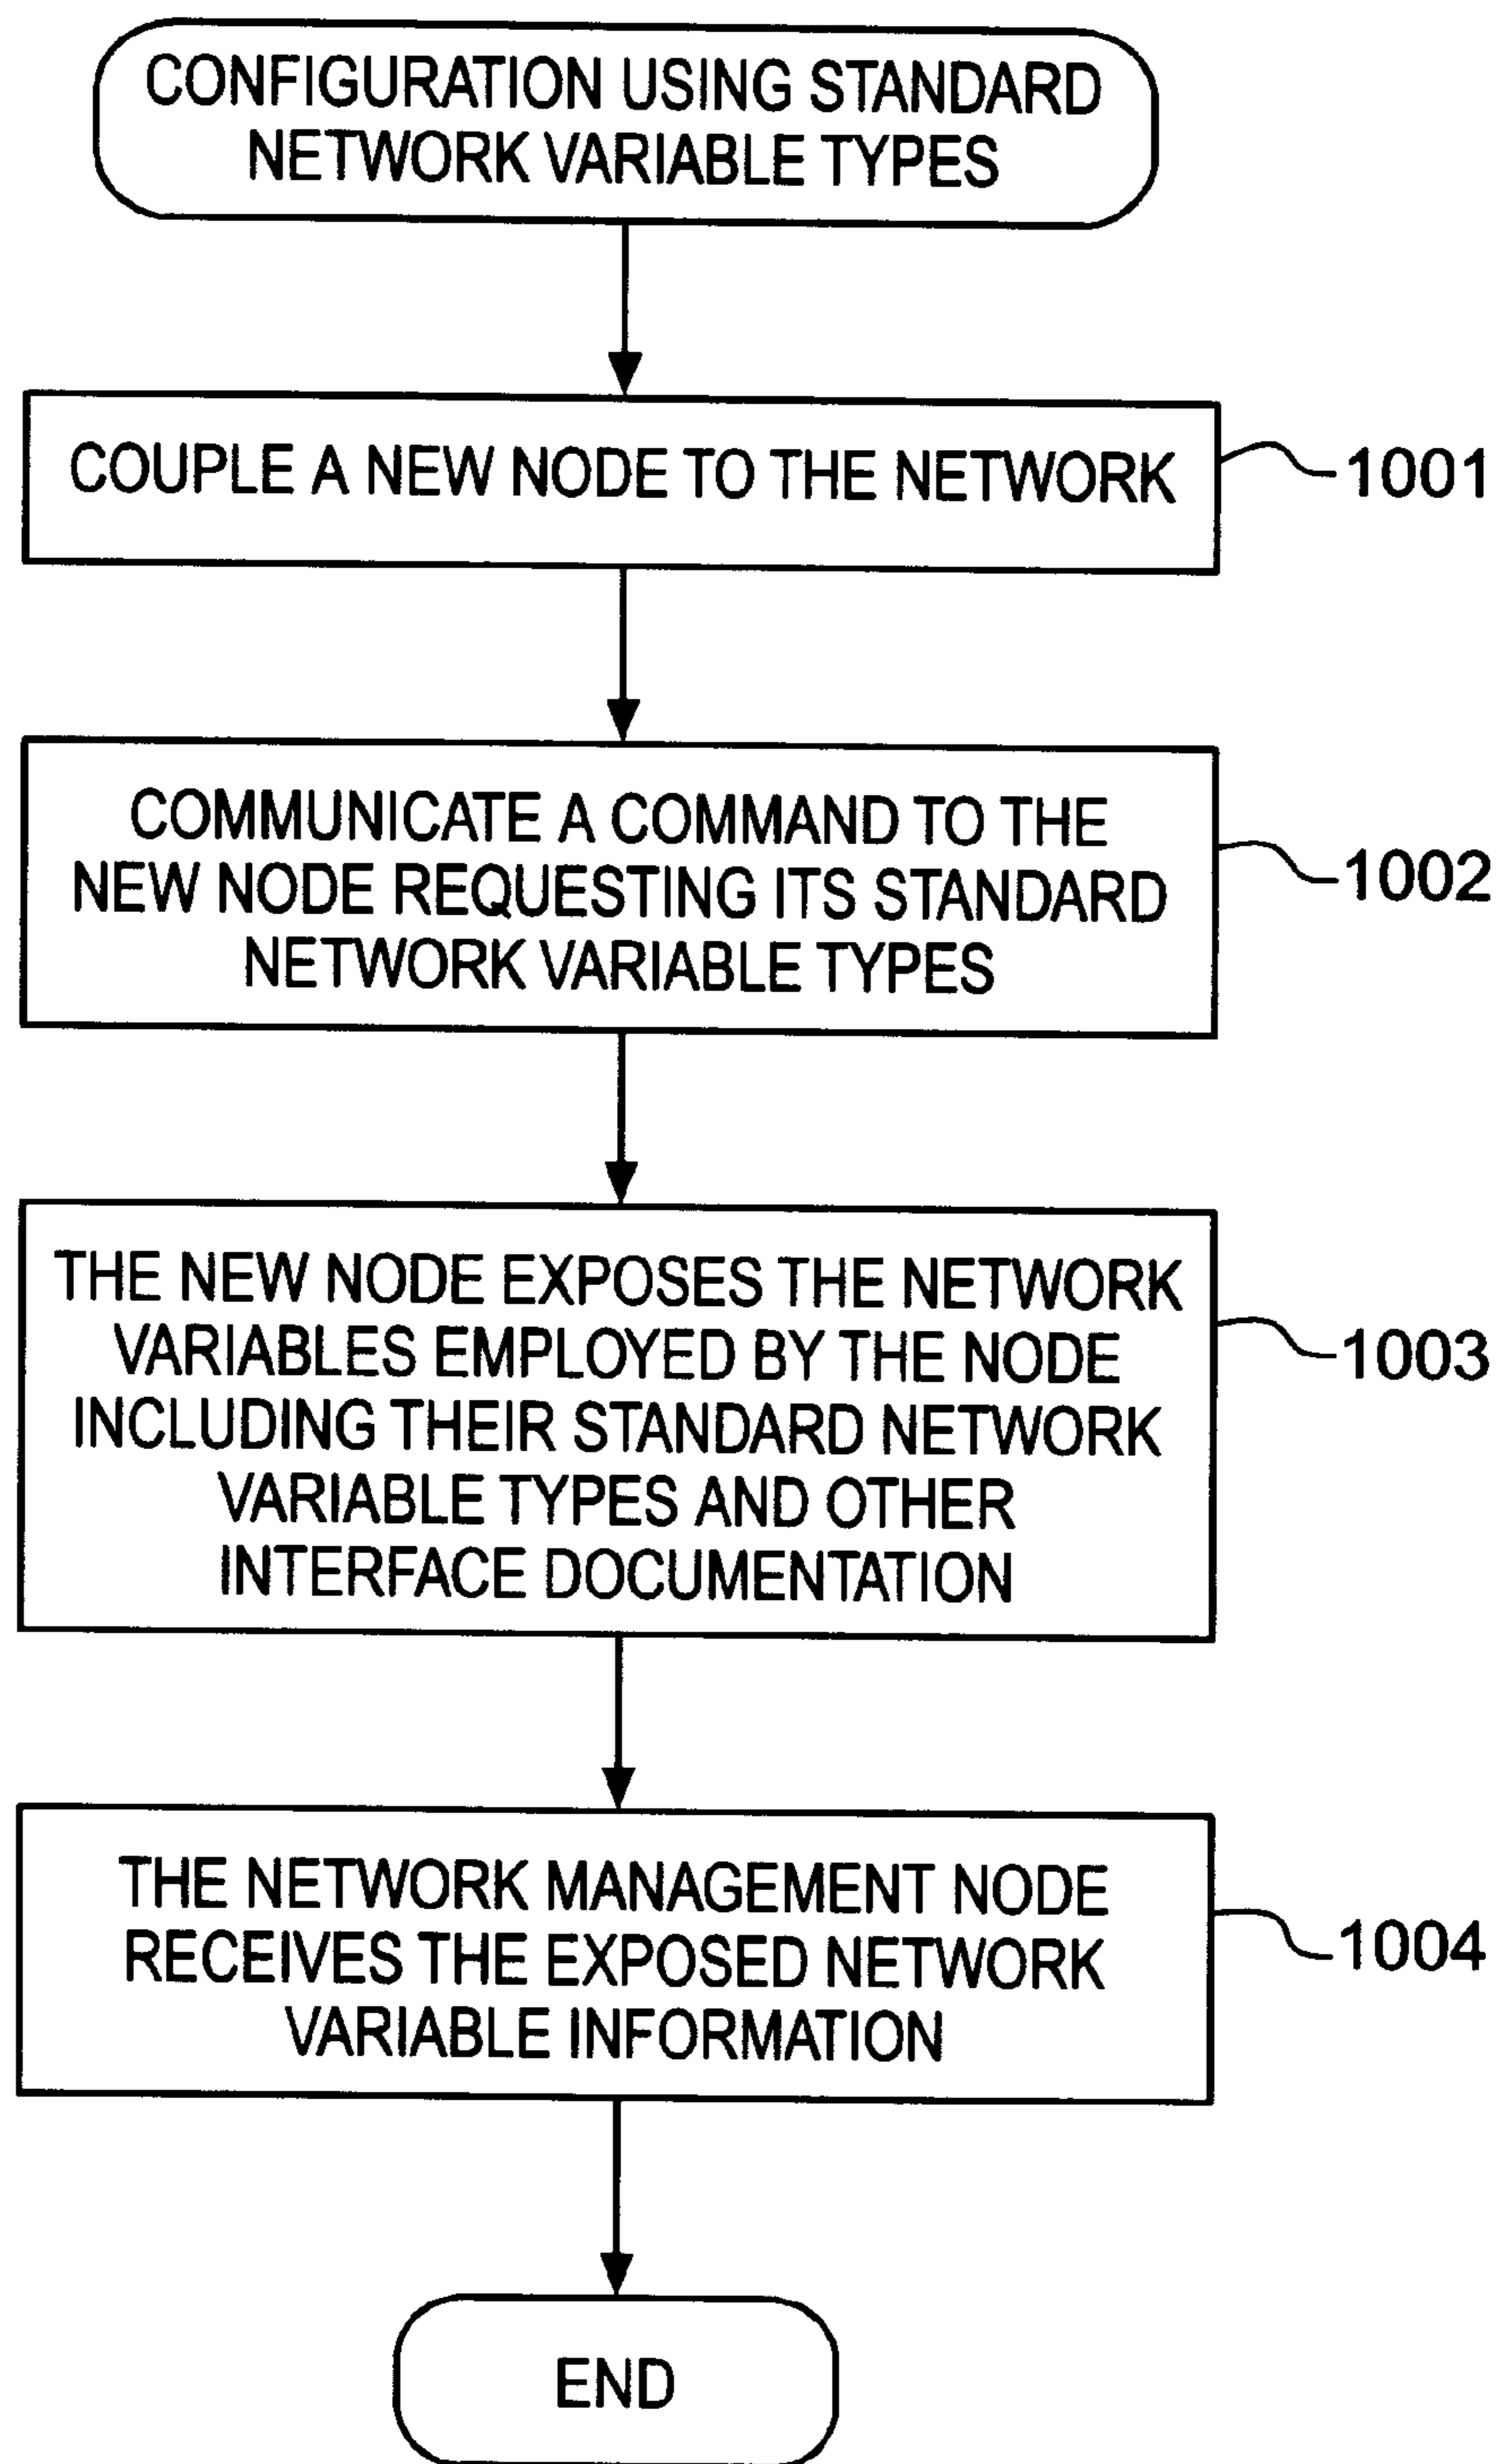 CONFIGURATION USING STANDARD
NETWORK VARIABLE TYPES
COUPLE A NEW NODE TO THE NETWORK
1001
COMMUNICATE A COMMAND TO THE
NEW NODE REQUESTING ITS STANDARD
NETWORK VARIABLE TYPES
1002
THE NEW NODE EXPOSES THE NETWORK
VARIABLES EMPLOYED BY THE NODE
INCLUDING THEIR STANDARD NETWORK
VARIABLE TYPES AND OTHER
INTERFACE DOCUMENTATION
1003
THE NETWORK MANAGEMENT NODE
RECEIVES THE EXPOSED NETWORK
VARIABLE INFORMATION
1004
END